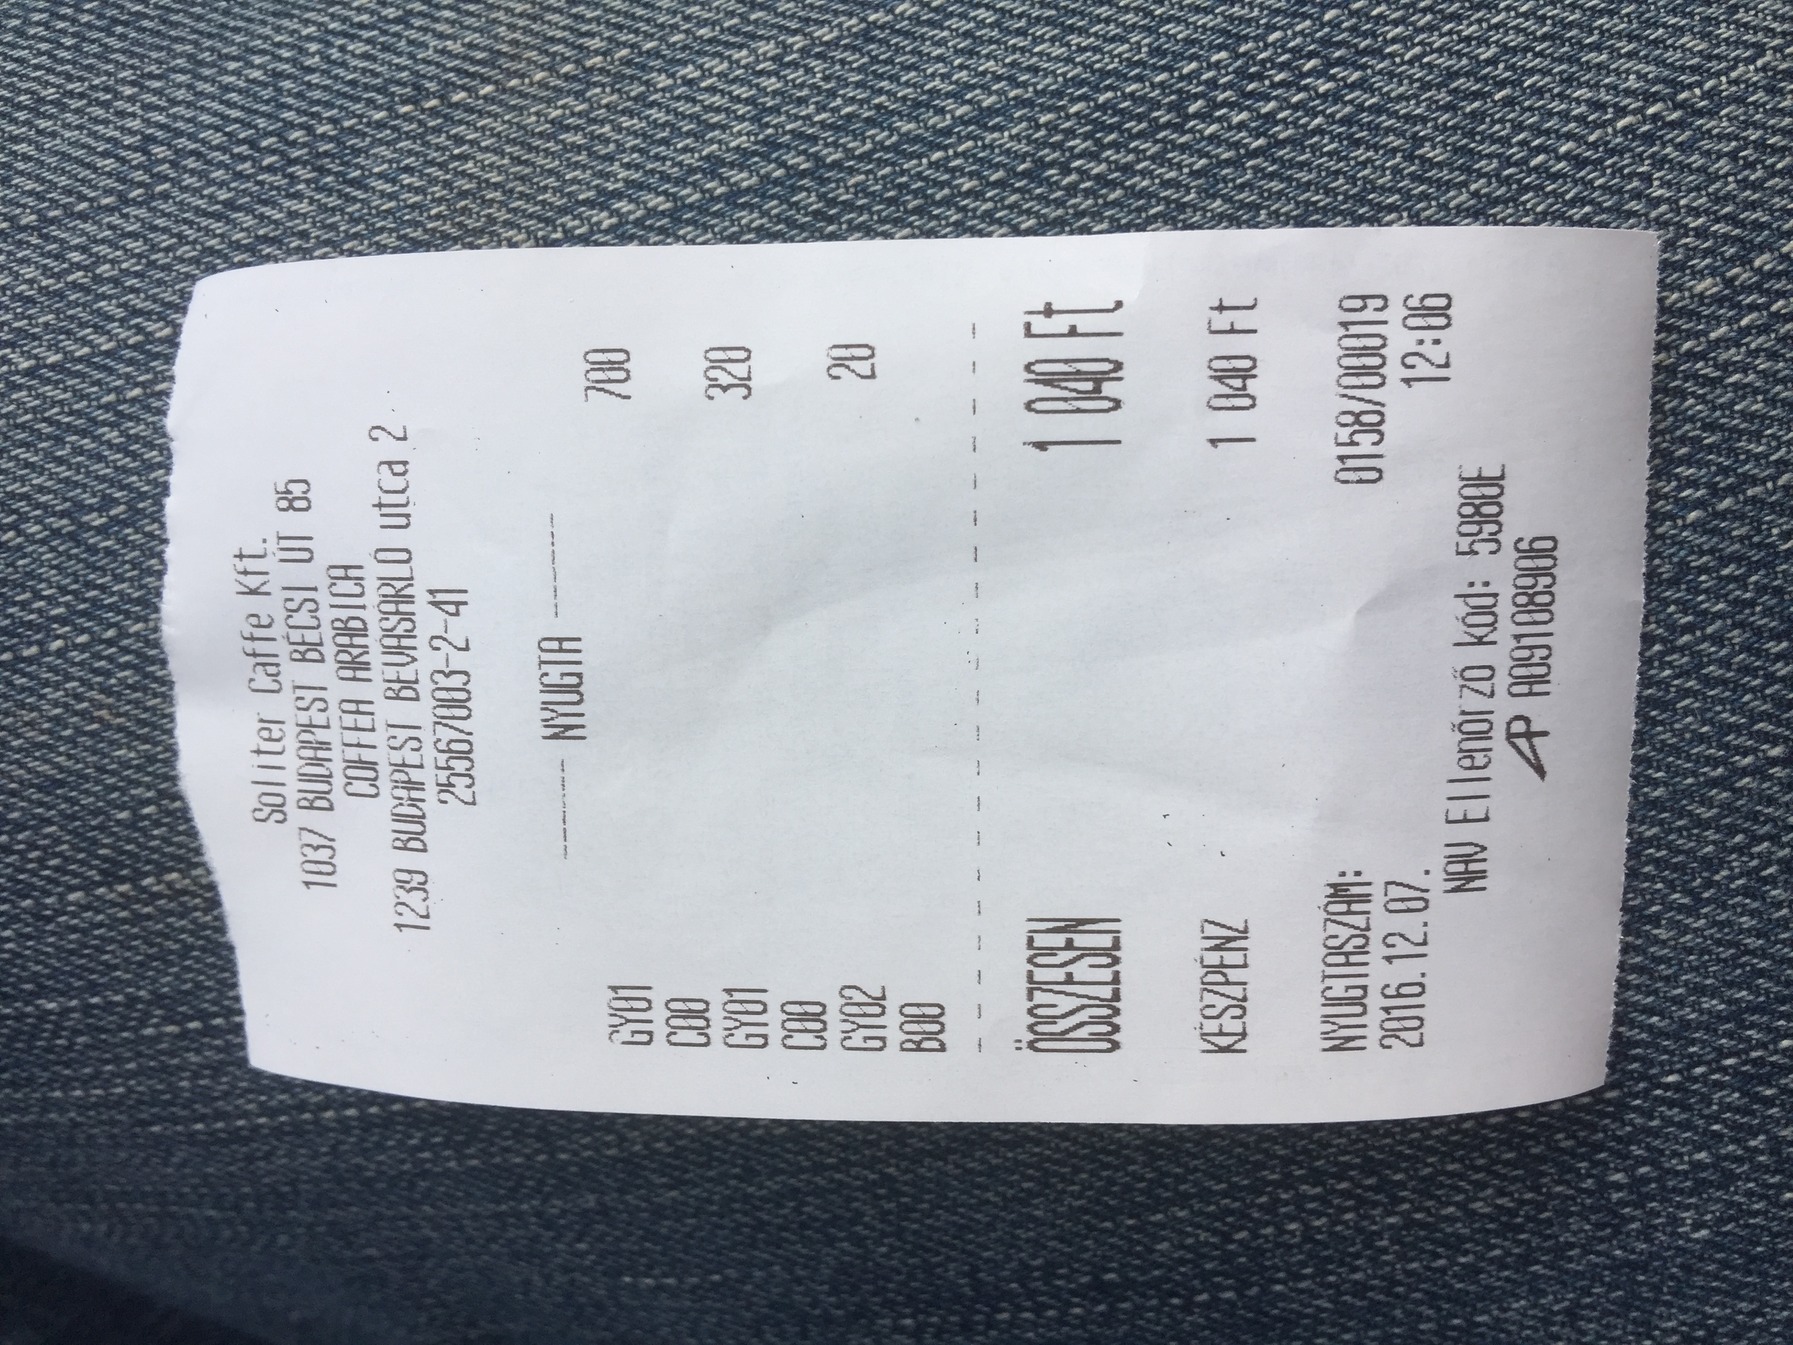 Soliter Caffe Kft.
1037 BUDAPEST BÉCSI ÚT 85
COFFEA ARABICA
1239 BUDAPEST BEVÁSÁRLÓ utca 2
25567003-2-41
NYUGTA
GY01 700
C00
GY01 320
C00
GY02 20
B00
ÖSSZESEN 1 040 Ft
KÉSZPÉNZ 1 040 Ft
NYUGTASZÁM: 0158/00019
2016.12.07. 12:06
NAV Ellenőrző kód: 5980E
AP A09108906